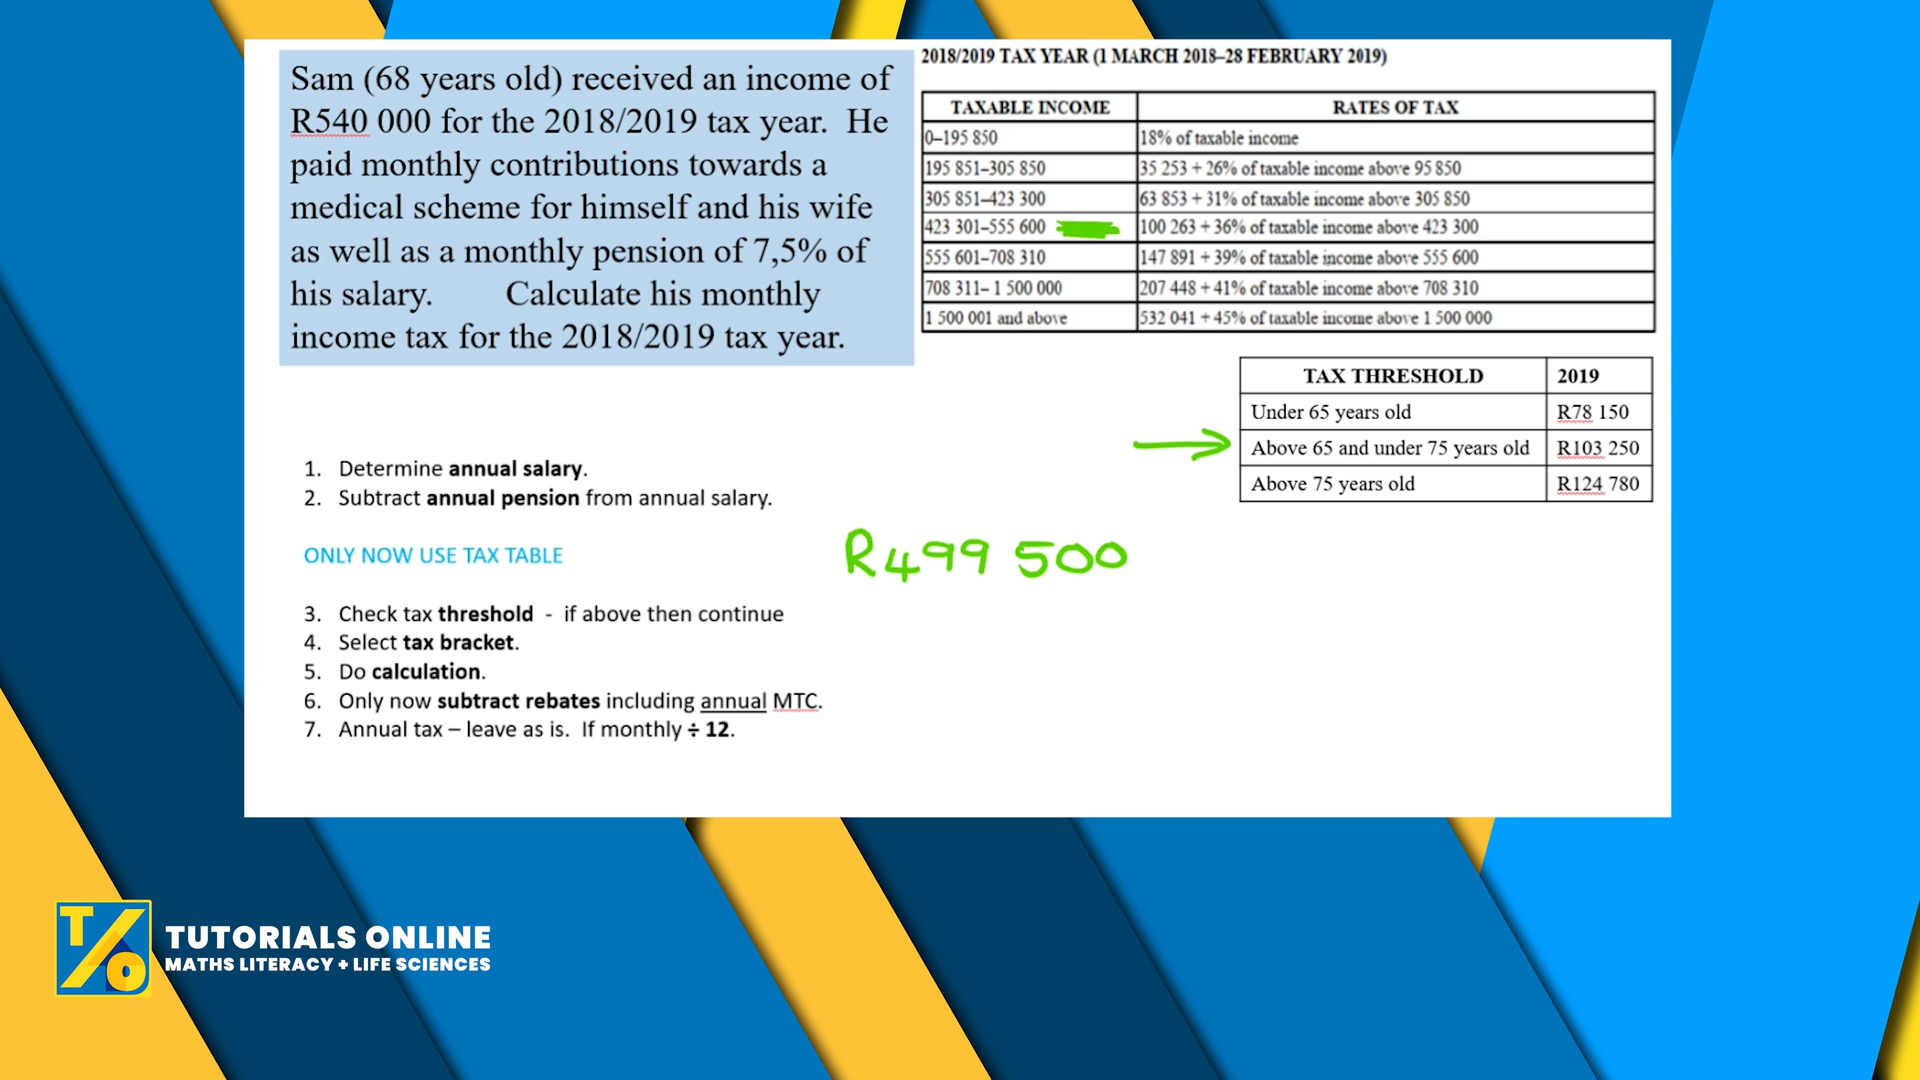 Sam (68 years old) received an income of
R540 000 for the 2018/2019 tax year. He
paid monthly contributions towards a
medical scheme for himself and his wife
as well as a monthly pension of 7,5% of
his salary. Calculate his monthly
income tax for the 2018/2019 tax year.
2018/2019 TAX YEAR (1 MARCH 2018–28 FEBRUARY 2019)
TAXABLE INCOME RATES OF TAX
0–195 850 18% of taxable income
195 851–305 850 35 253 + 26% of taxable income above 95 850
305 851–423 300 63 853 + 31% of taxable income above 305 850
423 301–555 600 100 263 + 36% of taxable income above 423 300
555 601–708 310 147 891 + 39% of taxable income above 555 600
708 311– 1 500 000 207 448 + 41% of taxable income above 708 310
1 500 001 and above 532 041 + 45% of taxable income above 1 500 000
TAX THRESHOLD 2019
Under 65 years old R78 150
Above 65 and under 75 years old R103 250
Above 75 years old R124 780
1. Determine annual salary.
2. Subtract annual pension from annual salary.
ONLY NOW USE TAX TABLE
R499 500
3. Check tax threshold - if above then continue
4. Select tax bracket.
5. Do calculation.
6. Only now subtract rebates including annual MTC.
7. Annual tax – leave as is. If monthly ÷ 12.
T/o
TUTORIALS ONLINE
MATHS LITERACY + LIFE SCIENCES